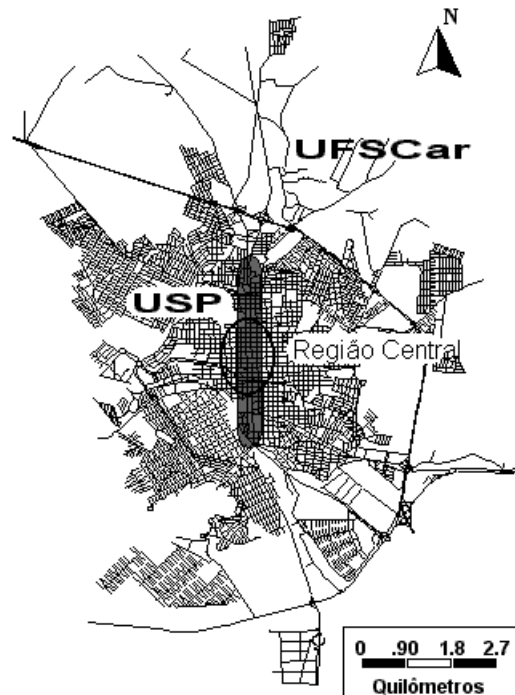 N
UFSCar
USP
Região Central
0 .90 1.8 2.7
Quilômetros